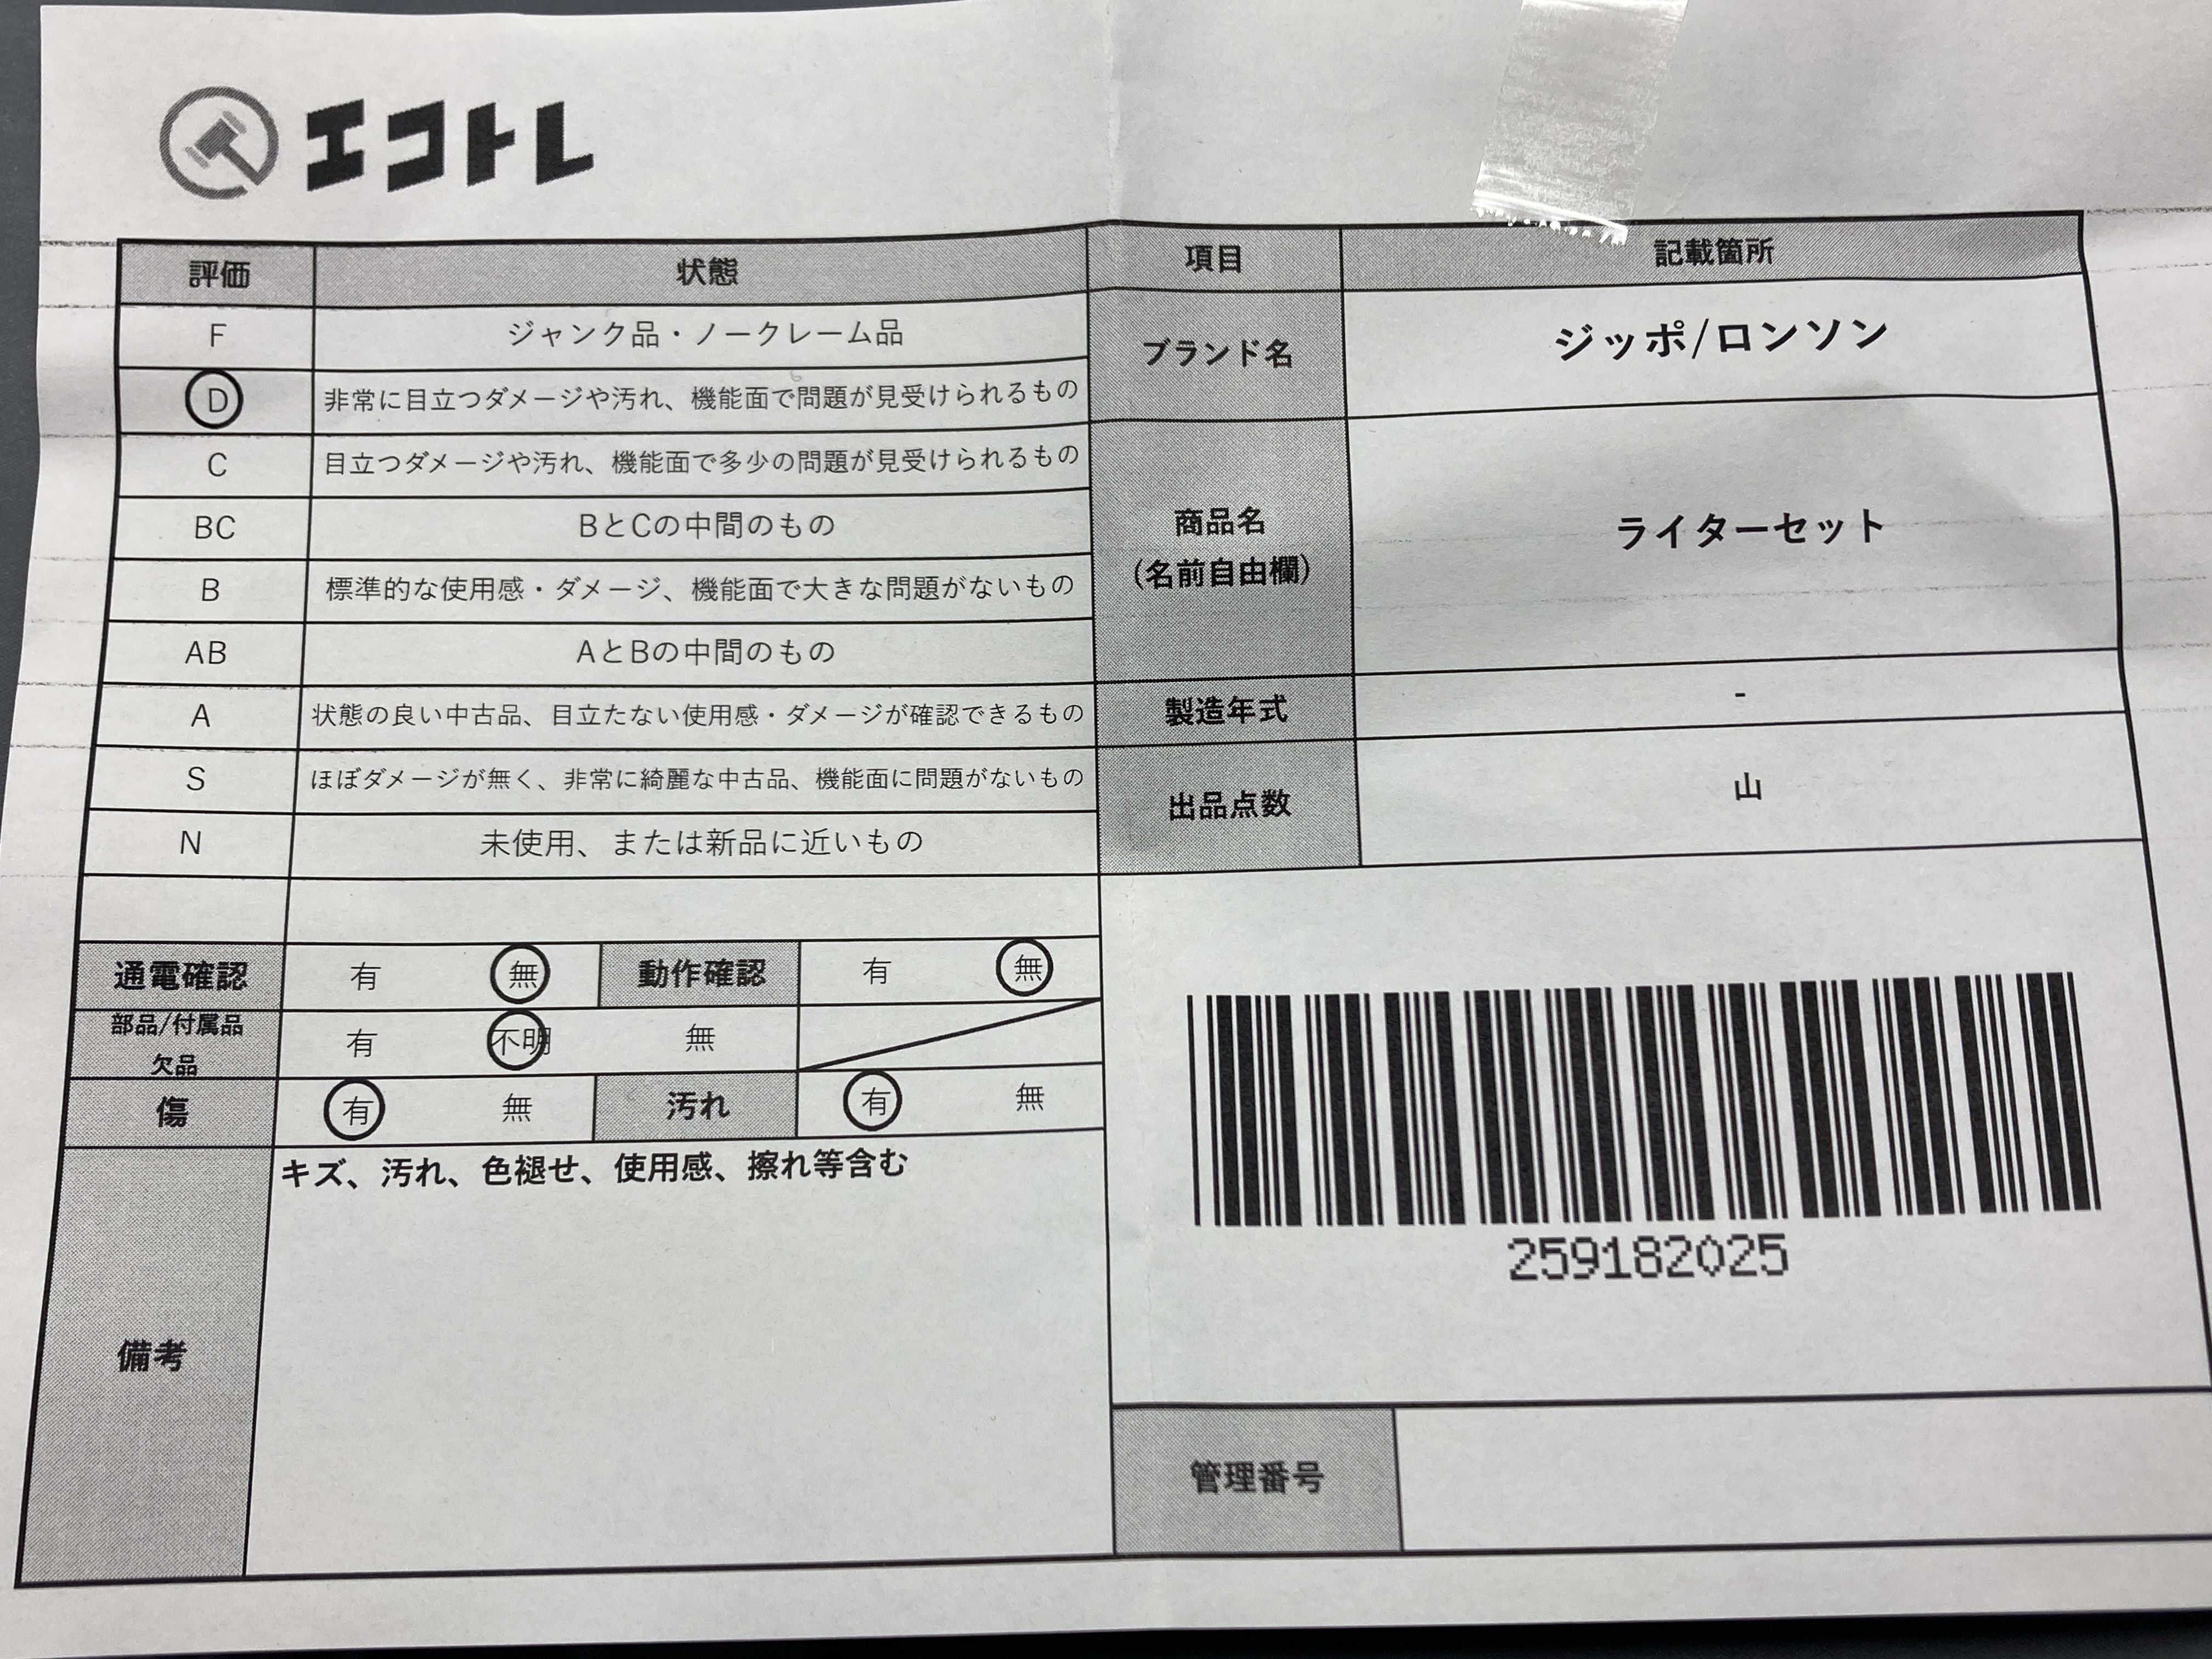 エコトレ
評価 状態
F ジャンク品・ノークレーム品
D 非常に目立つダメージや汚れ、機能面で問題が見受けられるもの
C 目立つダメージや汚れ、機能面で多少の問題が見受けられるもの
BC BとCの中間のもの
B 標準的な使用感・ダメージ、機能面で大きな問題がないもの
AB AとBの中間のもの
A 状態の良い中古品、目立たない使用感・ダメージが確認できるもの
S ほぼダメージが無く、非常に綺麗な中古品、機能面に問題がないもの
N 未使用、または新品に近いもの
通電確認 有 無 動作確認 有 無
部品/付属品
欠品 有 不明 無
傷 有 無 汚れ 有 無
備考 キズ、汚れ、色褪せ、使用感、擦れ等含む
項目 記載箇所
ブランド名 ジッポ/ロンソン
商品名
(名前自由欄) ライターセット
製造年式 -
出品点数 山
259182025
管理番号